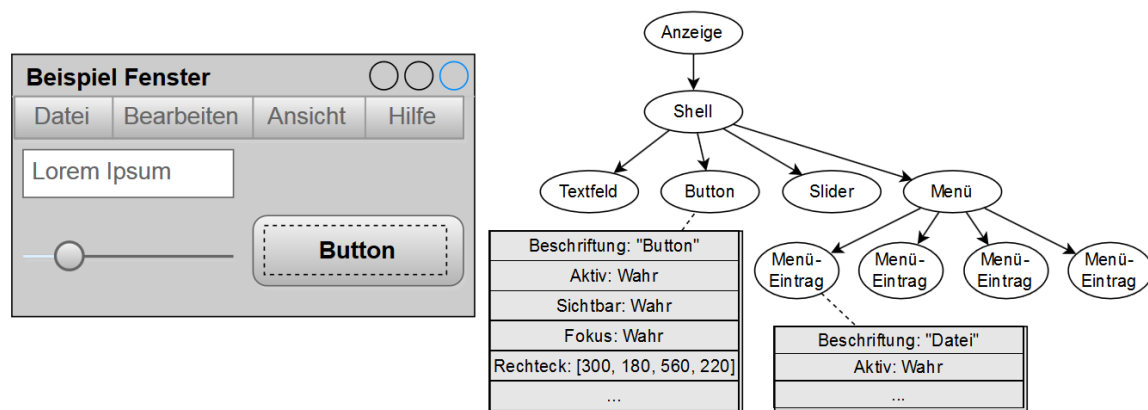 Beispiel Fenster
Datei Bearbeiten Ansicht Hilfe
Lorem Ipsum
Button
Anzeige
Shell
Textfeld Button Slider Menü
Beschriftung: "Button"
Aktiv: Wahr
Sichtbar: Wahr
Fokus: Wahr
Rechteck: [300, 180, 560, 220]
...
Menü-
Eintrag
Menü-
Eintrag
Menü-
Eintrag
Menü-
Eintrag
Beschriftung: "Datei"
Aktiv: Wahr
...